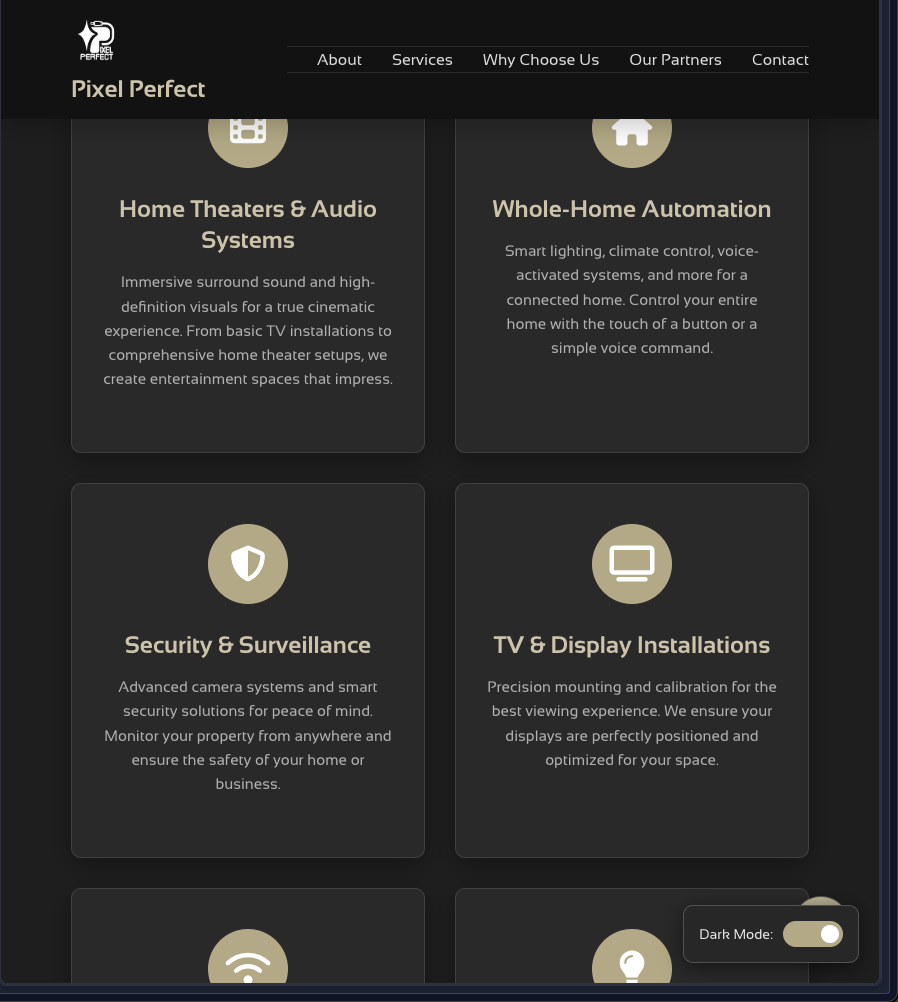 PIXEL
PERFECT
Pixel Perfect
About
Services
Why Choose Us
Our Partners
Contact
Home Theaters & Audio
Systems
Immersive surround sound and high-
definition visuals for a true cinematic
experience. From basic TV installations to
comprehensive home theater setups, we
create entertainment spaces that impress.
Whole-Home Automation
Smart lighting, climate control, voice-
activated systems, and more for a
connected home. Control your entire
home with the touch of a button or a
simple voice command.
Security & Surveillance
Advanced camera systems and smart
security solutions for peace of mind.
Monitor your property from anywhere and
ensure the safety of your home or
business.
TV & Display Installations
Precision mounting and calibration for the
best viewing experience. We ensure your
displays are perfectly positioned and
optimized for your space.
Dark Mode: